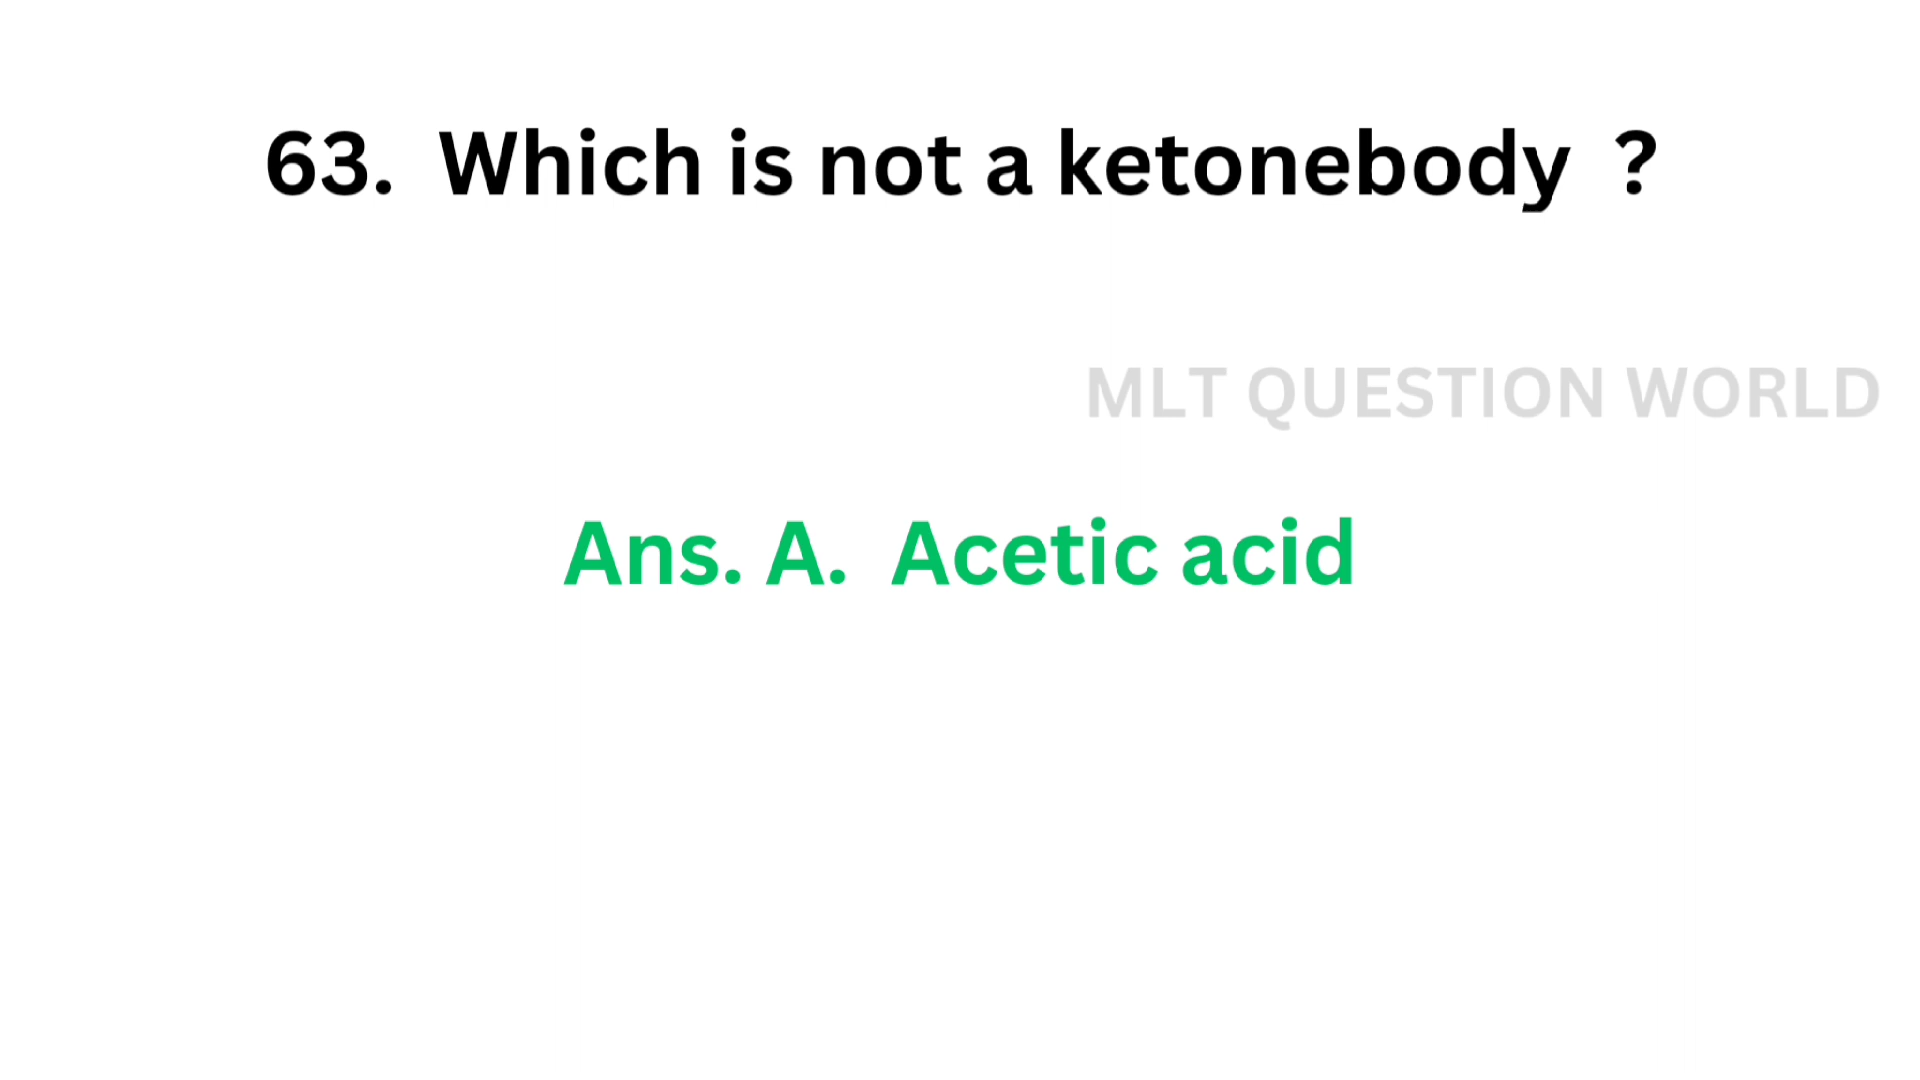 63. Which is not a ketonebody ?
MLT QUESTION WORLD
Ans. A. Acetic acid